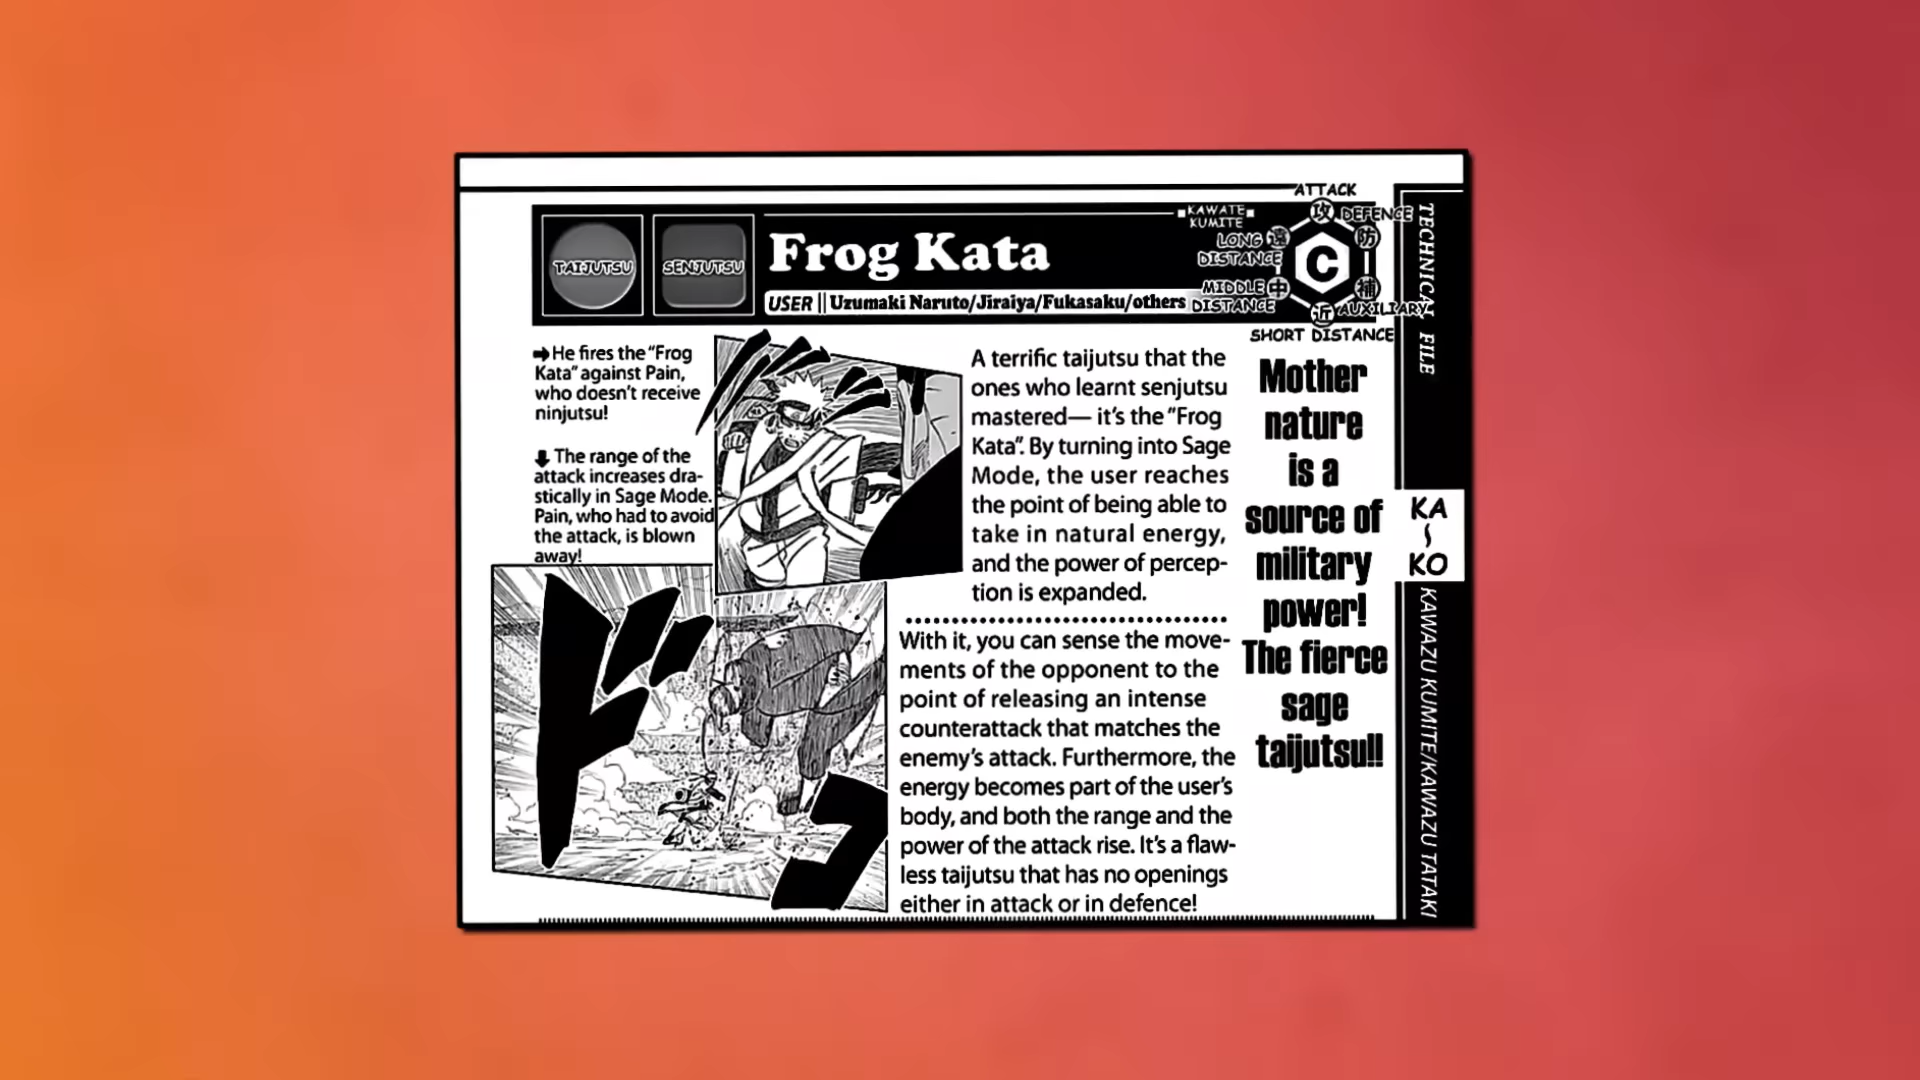 TAIJUTSU
SENJUTSU
Frog Kata
USER || Uzumaki Naruto/Jiraiya/Fukasaku/others
KAWATE
KUMITE
ATTACK
攻
DEFENCE
防
LONG
DISTANCE
遠
C
MIDDLE
DISTANCE
中
補
AUXILIARY
近
SHORT DISTANCE
TECHNICAL FILE
➡He fires the “Frog
Kata” against Pain,
who doesn’t receive
ninjutsu!
⬇ The range of the
attack increases dra-
stically in Sage Mode.
Pain, who had to avoid
the attack, is blown
away!
ドッ
A terrific taijutsu that the
ones who learnt senjutsu
mastered— it’s the “Frog
Kata”. By turning into Sage
Mode, the user reaches
the point of being able to
take in natural energy,
and the power of percep-
tion is expanded.
With it, you can sense the move-
ments of the opponent to the
point of releasing an intense
counterattack that matches the
enemy’s attack. Furthermore, the
energy becomes part of the user’s
body, and both the range and the
power of the attack rise. It’s a flaw-
less taijutsu that has no openings
either in attack or in defence!
Mother
nature
is a
source of
military
power!
The fierce
sage
taijutsu!!
KA
~
KO
KAWAZU KUMITE/KAWAZU TATAKI